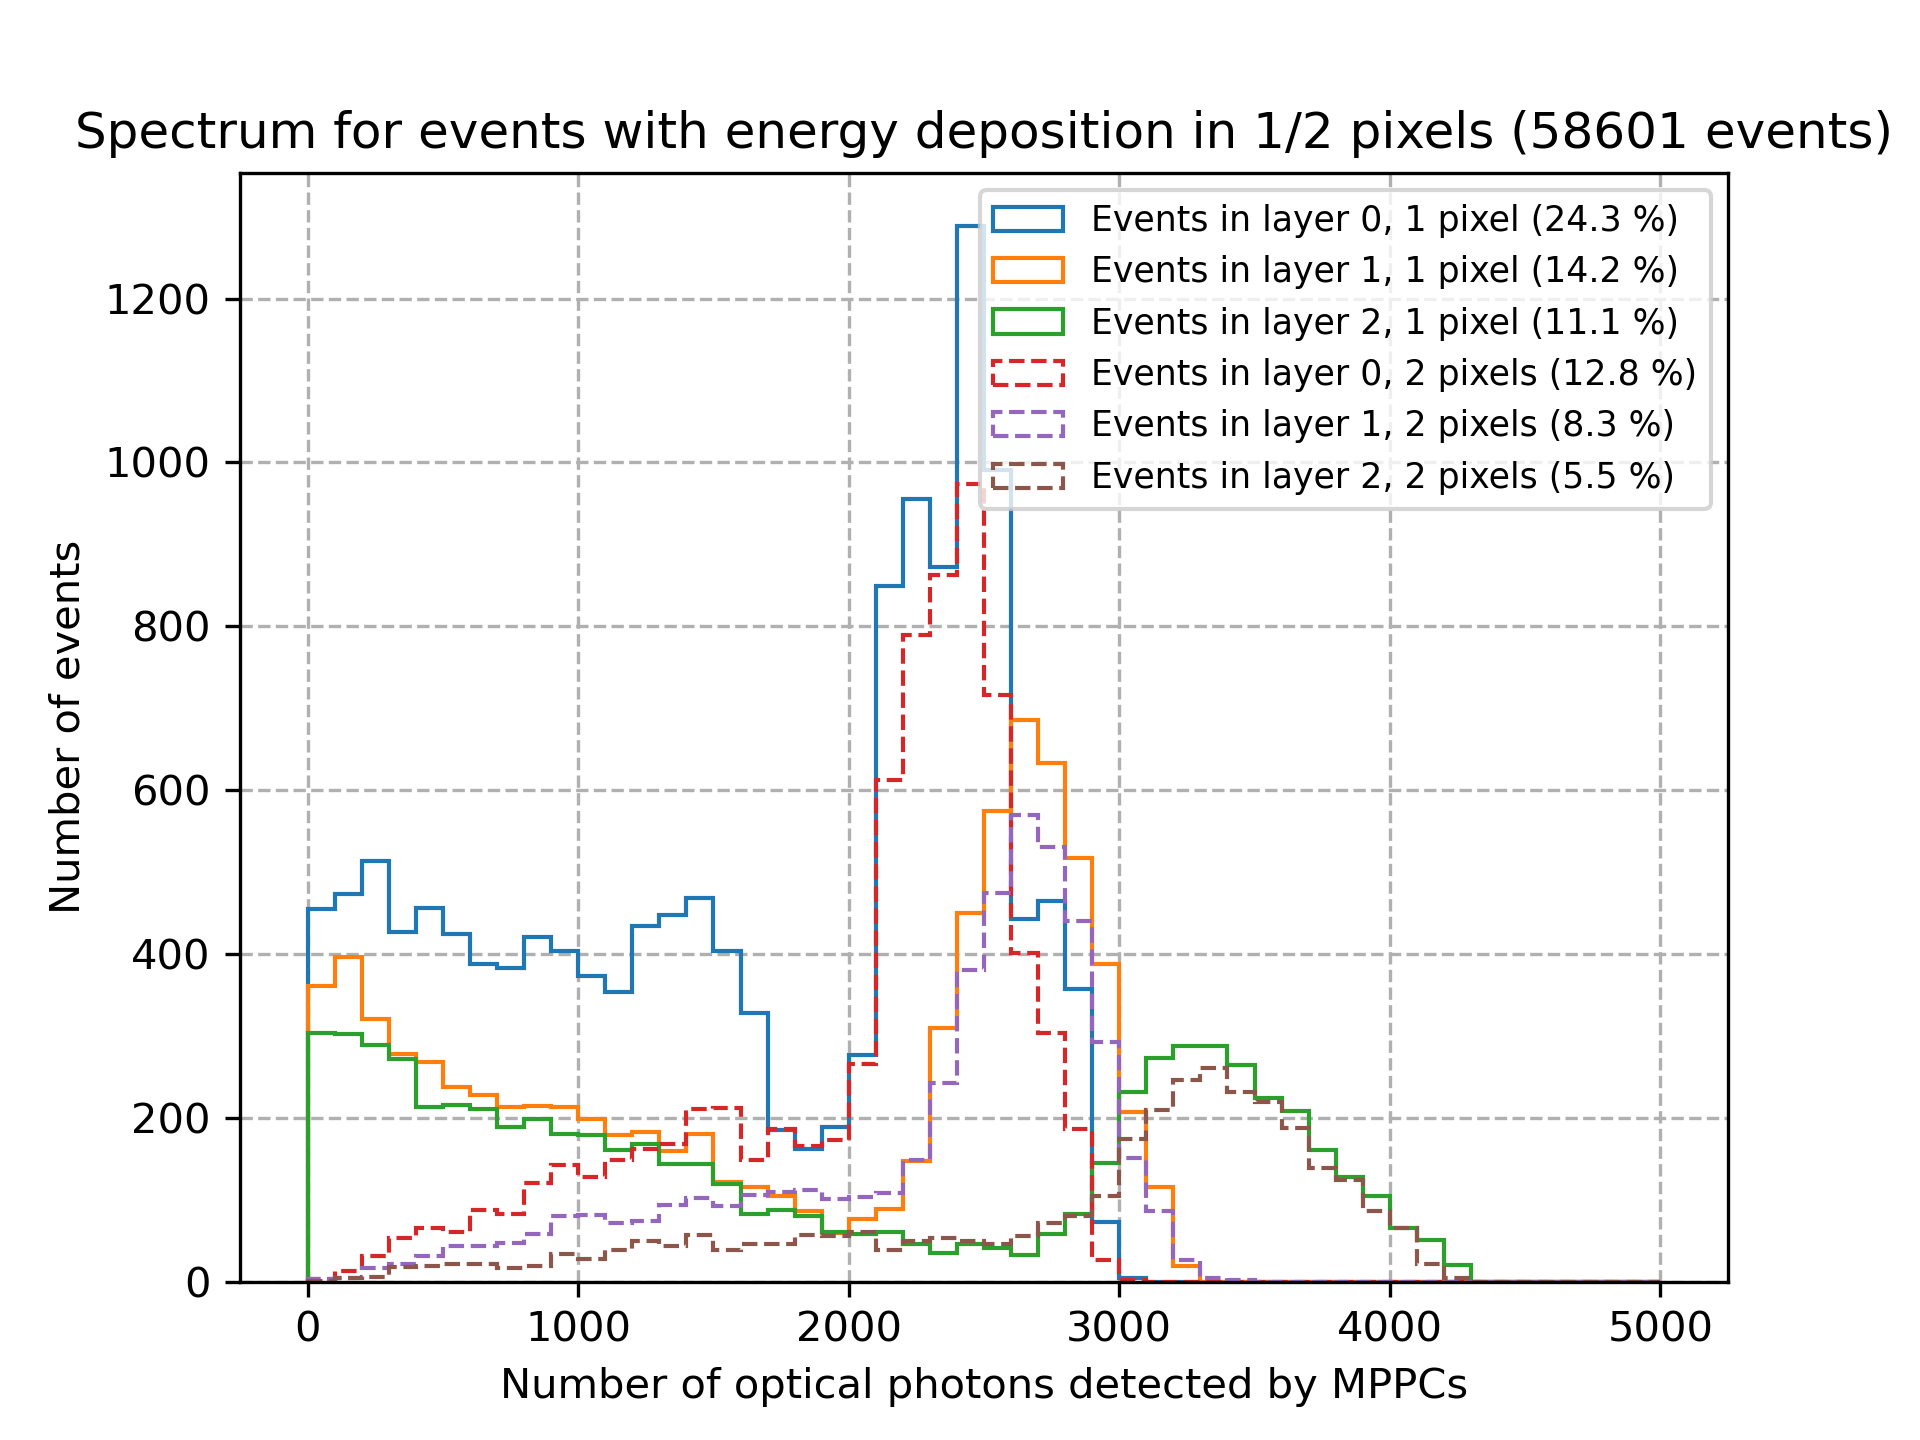 Spectrum for events with energy deposition in 1/2 pixels (58601 events)
Events in layer 0, 1 pixel (24.3 %)
Events in layer 1, 1 pixel (14.2 %)
Events in layer 2, 1 pixel (11.1 %)
Events in layer 0, 2 pixels (12.8 %)
Events in layer 1, 2 pixels (8.3 %)
Events in layer 2, 2 pixels (5.5 %)
1200
1000
800
600
400
200
0
Number of events
0 1000 2000 3000 4000 5000
Number of optical photons detected by MPPCs